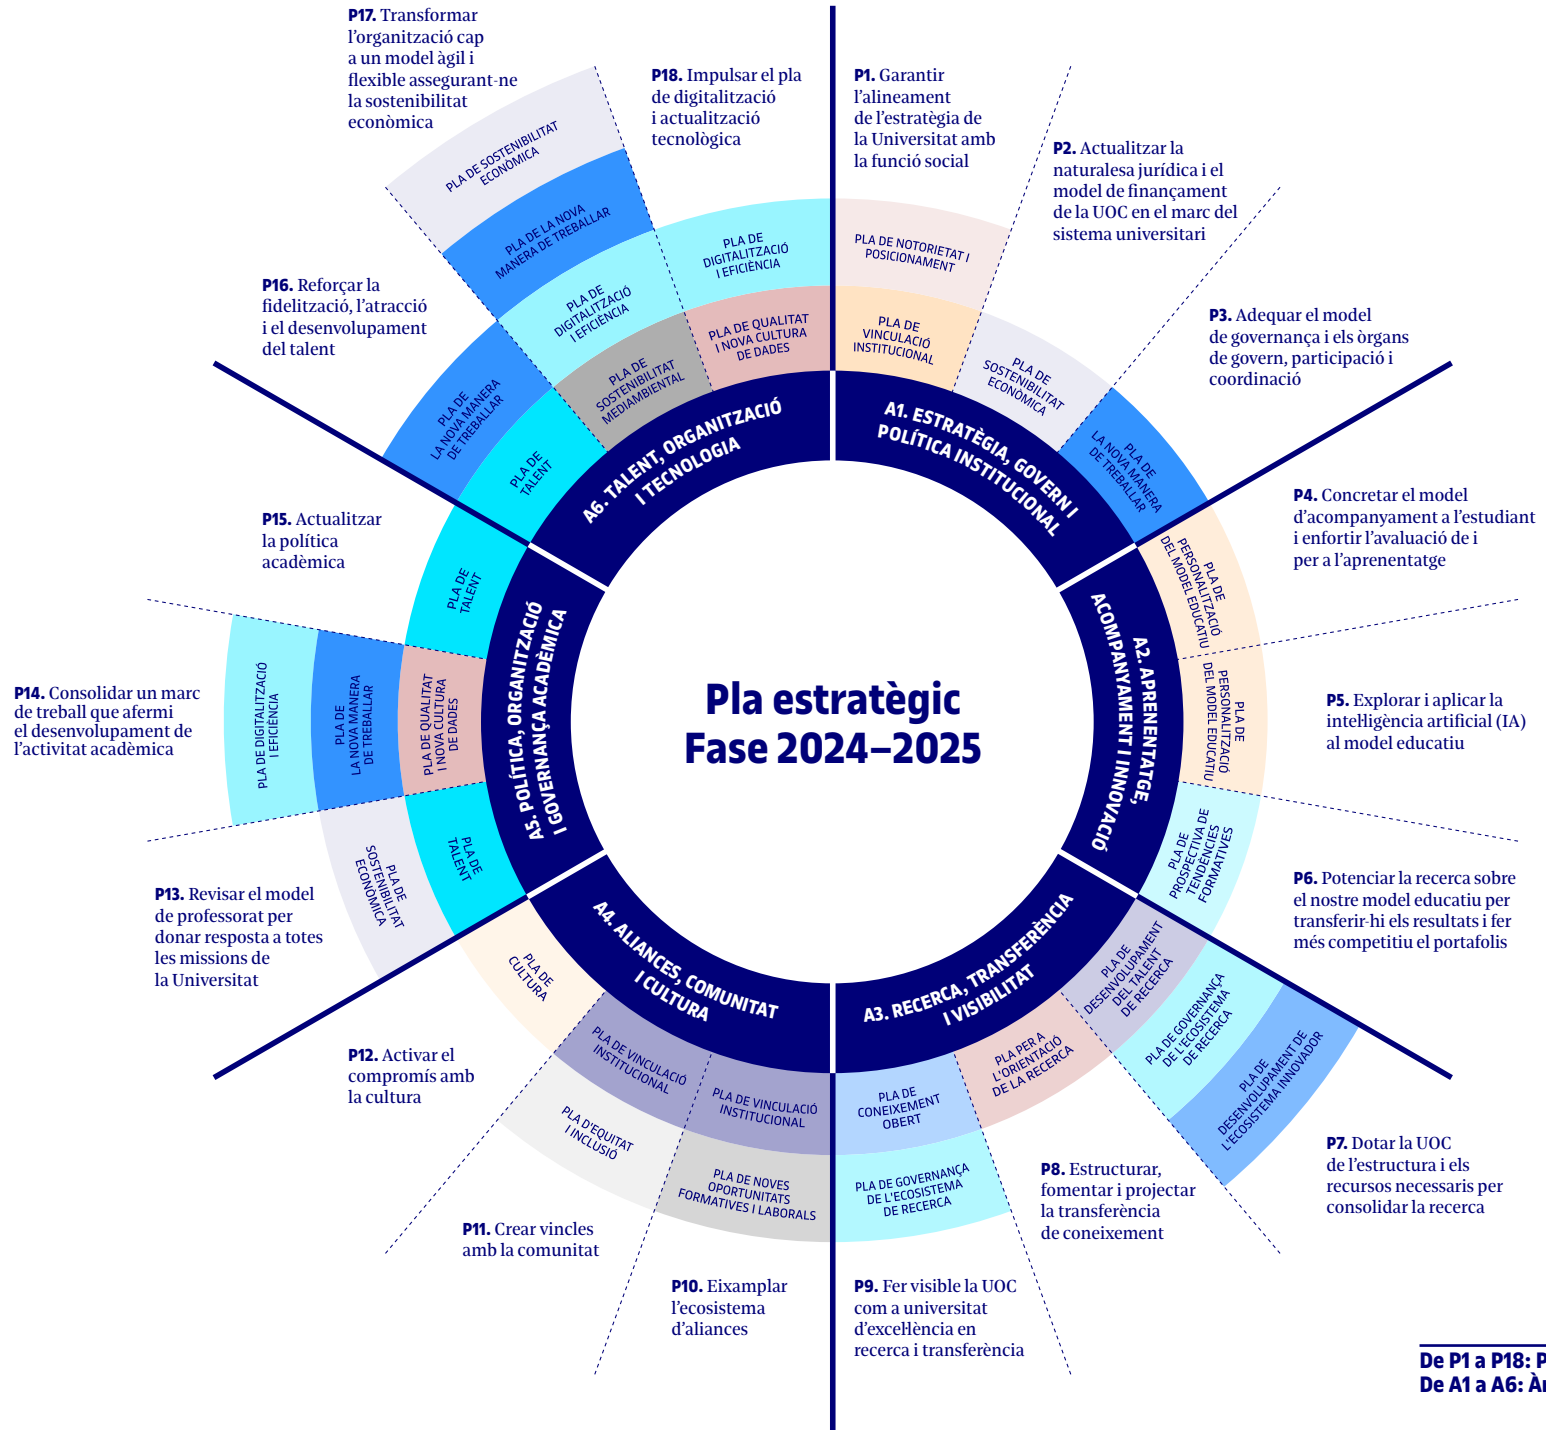 Pla estratègic
Fase 2024–2025
A1. ESTRATÈGIA, GOVERN I
POLÍTICA INSTITUCIONAL
P1. Garantir
l’alineament
de l’estratègia de
la Universitat amb
la funció social
PLA DE NOTORIETAT I
POSICIONAMENT
PLA DE
VINCULACIÓ
INSTITUCIONAL
P2. Actualitzar la
naturalesa jurídica i el
model de finançament
de la UOC en el marc del
sistema universitari
PLA DE
SOSTENIBILITAT
ECONÒMICA
P3. Adequar el model
de governança i els òrgans
de govern, participació i
coordinació
PLA DE
LA NOVA MANERA
DE TREBALLAR
A2. APRENENTATGE,
ACOMPANYAMENT I INNOVACIÓ
P4. Concretar el model
d’acompanyament a l’estudiant
i enfortir l’avaluació de i
per a l’aprenentatge
PLA DE
PERSONALITZACIÓ
DEL MODEL EDUCATIU
P5. Explorar i aplicar la
intel·ligència artificial (IA)
al model educatiu
PLA DE
PERSONALITZACIÓ
DEL MODEL EDUCATIU
P6. Potenciar la recerca sobre
el nostre model educatiu per
transferir-hi els resultats i fer
més competitiu el portafolis
PLA DE
PROSPECTIVA DE
TENDÈNCIES
FORMATIVES
A3. RECERCA, TRANSFERÈNCIA
I VISIBILITAT
P7. Dotar la UOC
de l’estructura i els
recursos necessaris per
consolidar la recerca
PLA DE
DESENVOLUPAMENT
DEL TALENT
DE RECERCA
PLA DE GOVERNANÇA
DE L'ECOSISTEMA
DE RECERCA
PLA DE
DESENVOLUPAMENT DE
L'ECOSISTEMA INNOVADOR
P8. Estructurar,
fomentar i projectar
la transferència
de coneixement
PLA PER A
L'ORIENTACIÓ
DE LA RECERCA
P9. Fer visible la UOC
com a universitat
d’excel·lència en
recerca i transferència
PLA DE
CONEIXEMENT
OBERT
PLA DE GOVERNANÇA
DE L'ECOSISTEMA
DE RECERCA
A4. ALIANCES, COMUNITAT
I CULTURA
P10. Eixamplar
l’ecosistema
d’aliances
PLA DE VINCULACIÓ
INSTITUCIONAL
PLA DE NOVES
OPORTUNITATS
FORMATIVES I LABORALS
P11. Crear vincles
amb la comunitat
PLA DE VINCULACIÓ
INSTITUCIONAL
PLA D'EQUITAT
I INCLUSIÓ
P12. Activar el
compromís amb
la cultura
PLA DE
CULTURA
A5. POLÍTICA, ORGANITZACIÓ
I GOVERNANÇA ACADÈMICA
P13. Revisar el model
de professorat per
donar resposta a totes
les missions de
la Universitat
PLA DE
TALENT
PLA DE
SOSTENIBILITAT
ECONÒMICA
P14. Consolidar un marc
de treball que afermi
el desenvolupament de
l’activitat acadèmica
PLA DE DIGITALITZACIÓ
I EFICIÈNCIA
PLA DE
LA NOVA MANERA
DE TREBALLAR
PLA DE QUALITAT
I NOVA CULTURA
DE DADES
P15. Actualitzar
la política
acadèmica
PLA DE
TALENT
A6. TALENT, ORGANITZACIÓ
I TECNOLOGIA
P16. Reforçar la
fidelització, l’atracció
i el desenvolupament
del talent
PLA DE
LA NOVA MANERA
DE TREBALLAR
PLA DE
TALENT
P17. Transformar
l’organització cap
a un model àgil i
flexible assegurant-ne
la sostenibilitat
econòmica
PLA DE SOSTENIBILITAT
ECONÒMICA
PLA DE LA NOVA
MANERA DE TREBALLAR
PLA DE
DIGITALITZACIÓ
I EFICIÈNCIA
PLA DE
SOSTENIBILITAT
MEDIAMBIENTAL
P18. Impulsar el pla
de digitalització
i actualització
tecnològica
PLA DE
DIGITALITZACIÓ
I EFICIÈNCIA
PLA DE QUALITAT
I NOVA CULTURA
DE DADES
De P1 a P18:
De A1 a A6: